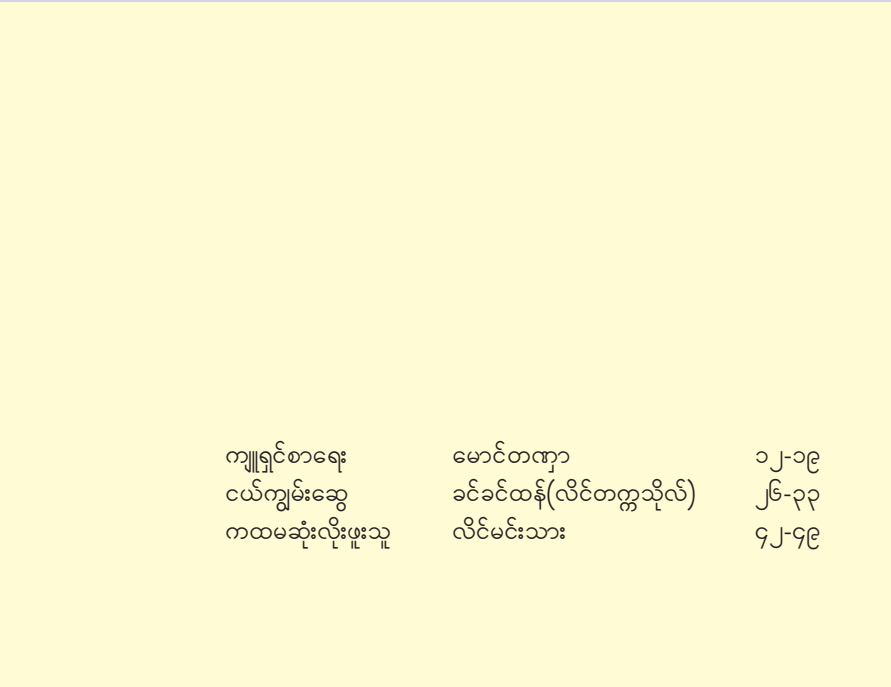 ကျူရှင်စာရေး မောင်တဏှာ ၁၂-၁၉
ငယ်ကျွမ်းဆွေ ခင်ခင်ထန်(လိင်တက္ကသိုလ်) ၂၆-၃၃
ကထမဆုံးလိုးဖူးသူ လိင်မင်းသား ၄၂-၄၉